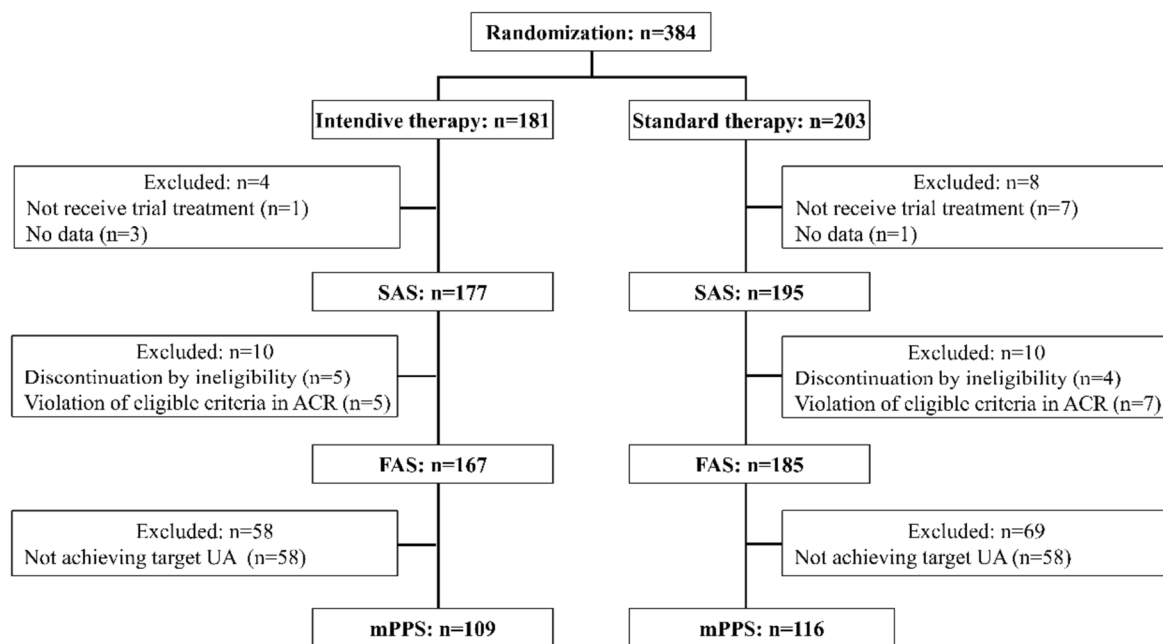 Randomization: n=384
Intendive therapy: n=181
Standard therapy: n=203
Excluded: n=4
Not receive trial treatment (n=1)
No data (n=3)
Excluded: n=8
Not receive trial treatment (n=7)
No data (n=1)
SAS: n=177
SAS: n=195
Excluded: n=10
Discontinuation by ineligibility (n=5)
Violation of eligible criteria in ACR (n=5)
Excluded: n=10
Discontinuation by ineligibility (n=4)
Violation of eligible criteria in ACR (n=7)
FAS: n=167
FAS: n=185
Excluded: n=58
Not achieving target UA (n=58)
Excluded: n=69
Not achieving target UA (n=58)
mPPS: n=109
mPPS: n=116